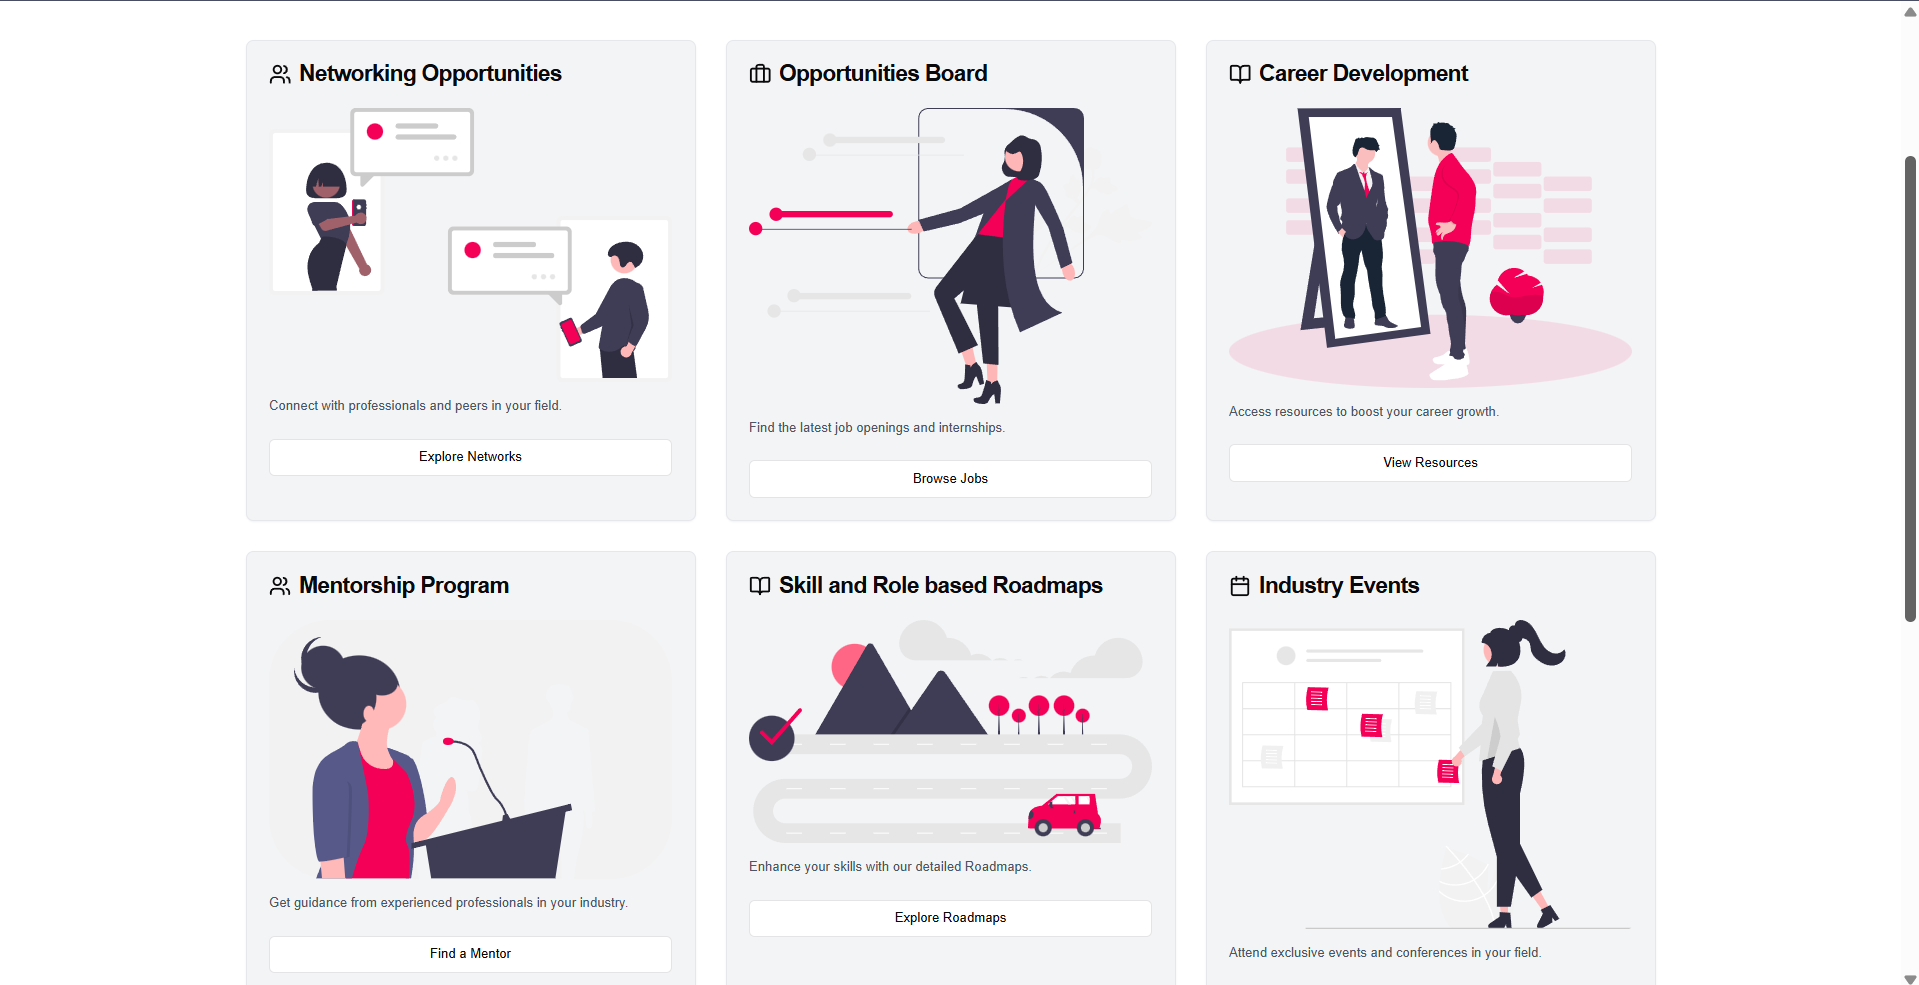 Networking Opportunities
Connect with professionals and peers in your field.
Explore Networks
Opportunities Board
Find the latest job openings and internships.
Browse Jobs
Career Development
Access resources to boost your career growth.
View Resources
Mentorship Program
Get guidance from experienced professionals in your industry.
Find a Mentor
Skill and Role based Roadmaps
Enhance your skills with our detailed Roadmaps.
Explore Roadmaps
Industry Events
Attend exclusive events and conferences in your field.